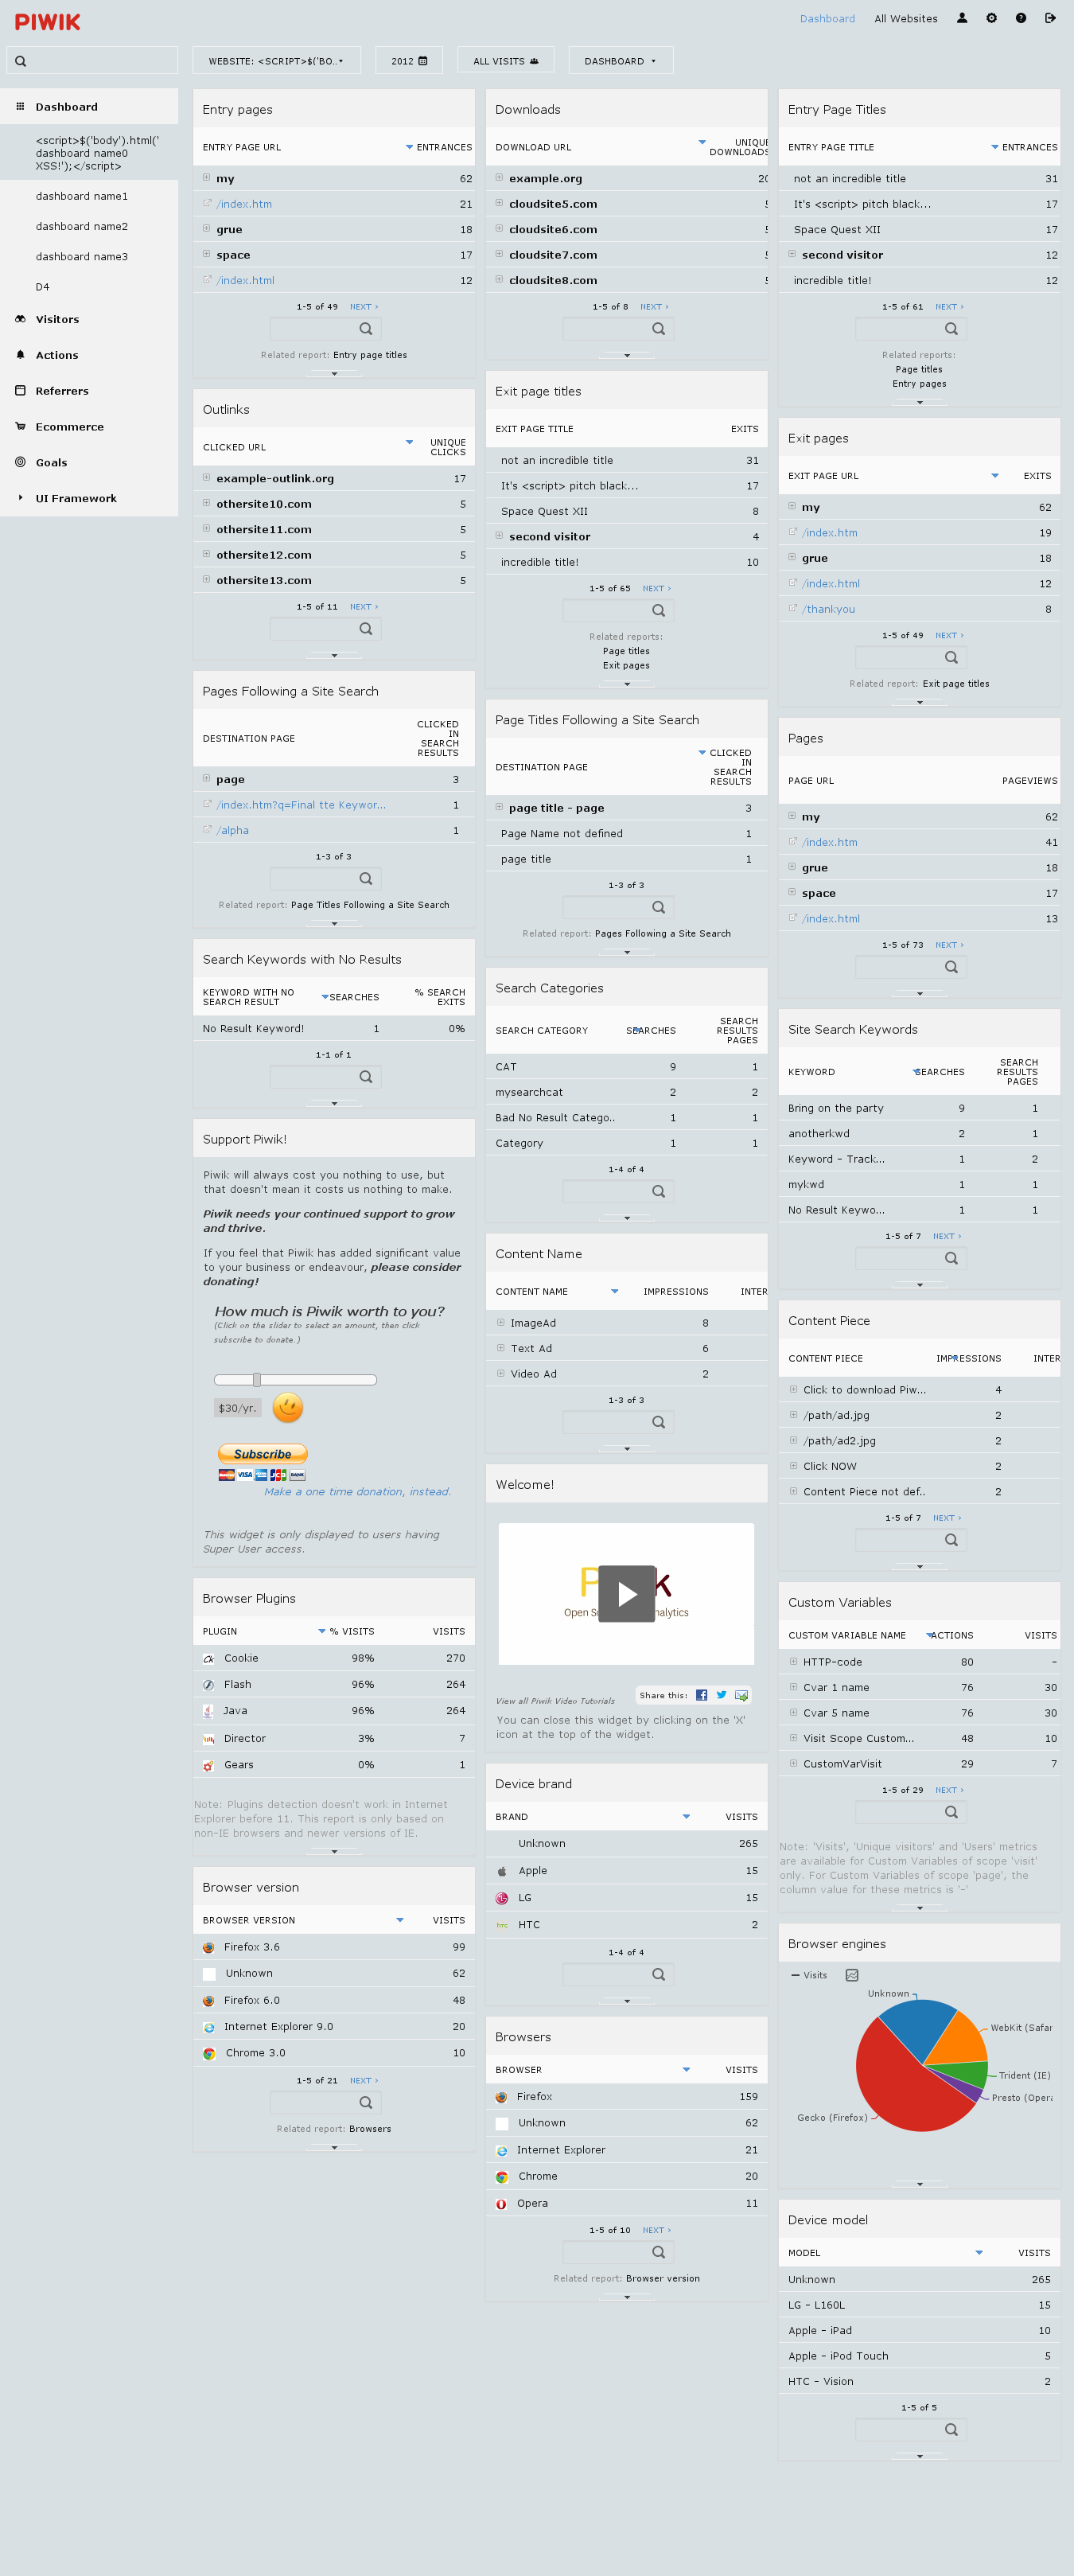 PIWIK
Dashboard All Websites
WEBSITE: <SCRIPT>$('BO.. 2012 ALL VISITS DASHBOARD
Dashboard
<script>$('body').html('
dashboard name0
XSS!');</script>
dashboard name1
dashboard name2
dashboard name3
D4
Visitors
Actions
Referrers
Ecommerce
Goals
UI Framework
Entry pages
ENTRY PAGE URL ENTRANCES
my 62
/index.htm 21
grue 18
space 17
/index.html 12
1-5 of 49 NEXT ›
Related report: Entry page titles
Outlinks
CLICKED URL UNIQUE
CLICKS
example-outlink.org 17
othersite10.com 5
othersite11.com 5
othersite12.com 5
othersite13.com 5
1-5 of 11 NEXT ›
Pages Following a Site Search
DESTINATION PAGE CLICKED
IN
SEARCH
RESULTS
page 3
/index.htm?q=Final tte Keywor... 1
/alpha 1
1-3 of 3
Related report: Page Titles Following a Site Search
Search Keywords with No Results
KEYWORD WITH NO
SEARCH RESULT SEARCHES % SEARCH
EXITS
No Result Keyword! 1 0%
1-1 of 1
Support Piwik!
Piwik will always cost you nothing to use, but
that doesn't mean it costs us nothing to make.
Piwik needs your continued support to grow
and thrive.
If you feel that Piwik has added significant value
to your business or endeavour, please consider
donating!
How much is Piwik worth to you?
(Click on the slider to select an amount, then click
subscribe to donate.)
$30/yr.
Subscribe
VISA
Make a one time donation, instead.
This widget is only displayed to users having
Super User access.
Browser Plugins
PLUGIN % VISITS VISITS
Cookie 98% 270
Flash 96% 264
Java 96% 264
Director 3% 7
Gears 0% 1
Note: Plugins detection doesn't work in Internet
Explorer before 11. This report is only based on
non-IE browsers and newer versions of IE.
Browser version
BROWSER VERSION VISITS
Firefox 3.6 99
Unknown 62
Firefox 6.0 48
Internet Explorer 9.0 20
Chrome 3.0 10
1-5 of 21 NEXT ›
Related report: Browsers
Downloads
DOWNLOAD URL UNIQUE
DOWNLOADS
example.org 20
cloudsite5.com
cloudsite6.com
cloudsite7.com
cloudsite8.com
1-5 of 8 NEXT ›
Exit page titles
EXIT PAGE TITLE EXITS
not an incredible title 31
It's <script> pitch black... 17
Space Quest XII 8
second visitor 4
incredible title! 10
1-5 of 65 NEXT ›
Related reports:
Page titles
Exit pages
Page Titles Following a Site Search
DESTINATION PAGE CLICKED
IN
SEARCH
RESULTS
page title - page 3
Page Name not defined 1
page title 1
1-3 of 3
Related report: Pages Following a Site Search
Search Categories
SEARCH CATEGORY SEARCHES SEARCH
RESULTS
PAGES
CAT 9 1
mysearchcat 2 2
Bad No Result Catego.. 1 1
Category 1 1
1-4 of 4
Content Name
CONTENT NAME IMPRESSIONS INTER
ImageAd 8
Text Ad 6
Video Ad 2
1-3 of 3
Welcome!
View all Piwik Video Tutorials Share this:
You can close this widget by clicking on the 'X'
icon at the top of the widget.
Device brand
BRAND VISITS
Unknown 265
Apple 15
LG 15
HTC 2
1-4 of 4
Browsers
BROWSER VISITS
Firefox 159
Unknown 62
Internet Explorer 21
Chrome 20
Opera 11
1-5 of 10 NEXT ›
Related report: Browser version
Entry Page Titles
ENTRY PAGE TITLE ENTRANCES
not an incredible title 31
It's <script> pitch black... 17
Space Quest XII 17
second visitor 12
incredible title! 12
1-5 of 61 NEXT ›
Related reports:
Page titles
Entry pages
Exit pages
EXIT PAGE URL EXITS
my 62
/index.htm 19
grue 18
/index.html 12
/thankyou 8
1-5 of 49 NEXT ›
Related report: Exit page titles
Pages
PAGE URL PAGEVIEWS
my 62
/index.htm 41
grue 18
space 17
/index.html 13
1-5 of 73 NEXT ›
Site Search Keywords
KEYWORD SEARCHES SEARCH
RESULTS
PAGES
Bring on the party 9 1
anotherkwd 2 1
Keyword - Track... 1 2
mykwd 1 1
No Result Keywo... 1 1
1-5 of 7 NEXT ›
Content Piece
CONTENT PIECE IMPRESSIONS INTER
Click to download Piw... 4
/path/ad.jpg 2
/path/ad2.jpg 2
Click NOW 2
Content Piece not def.. 2
1-5 of 7 NEXT ›
Custom Variables
CUSTOM VARIABLE NAME ACTIONS VISITS
HTTP-code 80 -
Cvar 1 name 76 30
Cvar 5 name 76 30
Visit Scope Custom... 48 10
CustomVarVisit 29 7
1-5 of 29 NEXT ›
Note: 'Visits', 'Unique visitors' and 'Users' metrics
are available for Custom Variables of scope 'visit'
only. For Custom Variables of scope 'page', the
column value for these metrics is '-'
Browser engines
Visits
Unknown
WebKit (Safar
Trident (IE)
Presto (Opera
Gecko (Firefox)
Device model
MODEL VISITS
Unknown 265
LG - L160L 15
Apple - iPad 10
Apple - iPod Touch 5
HTC - Vision 2
1-5 of 5